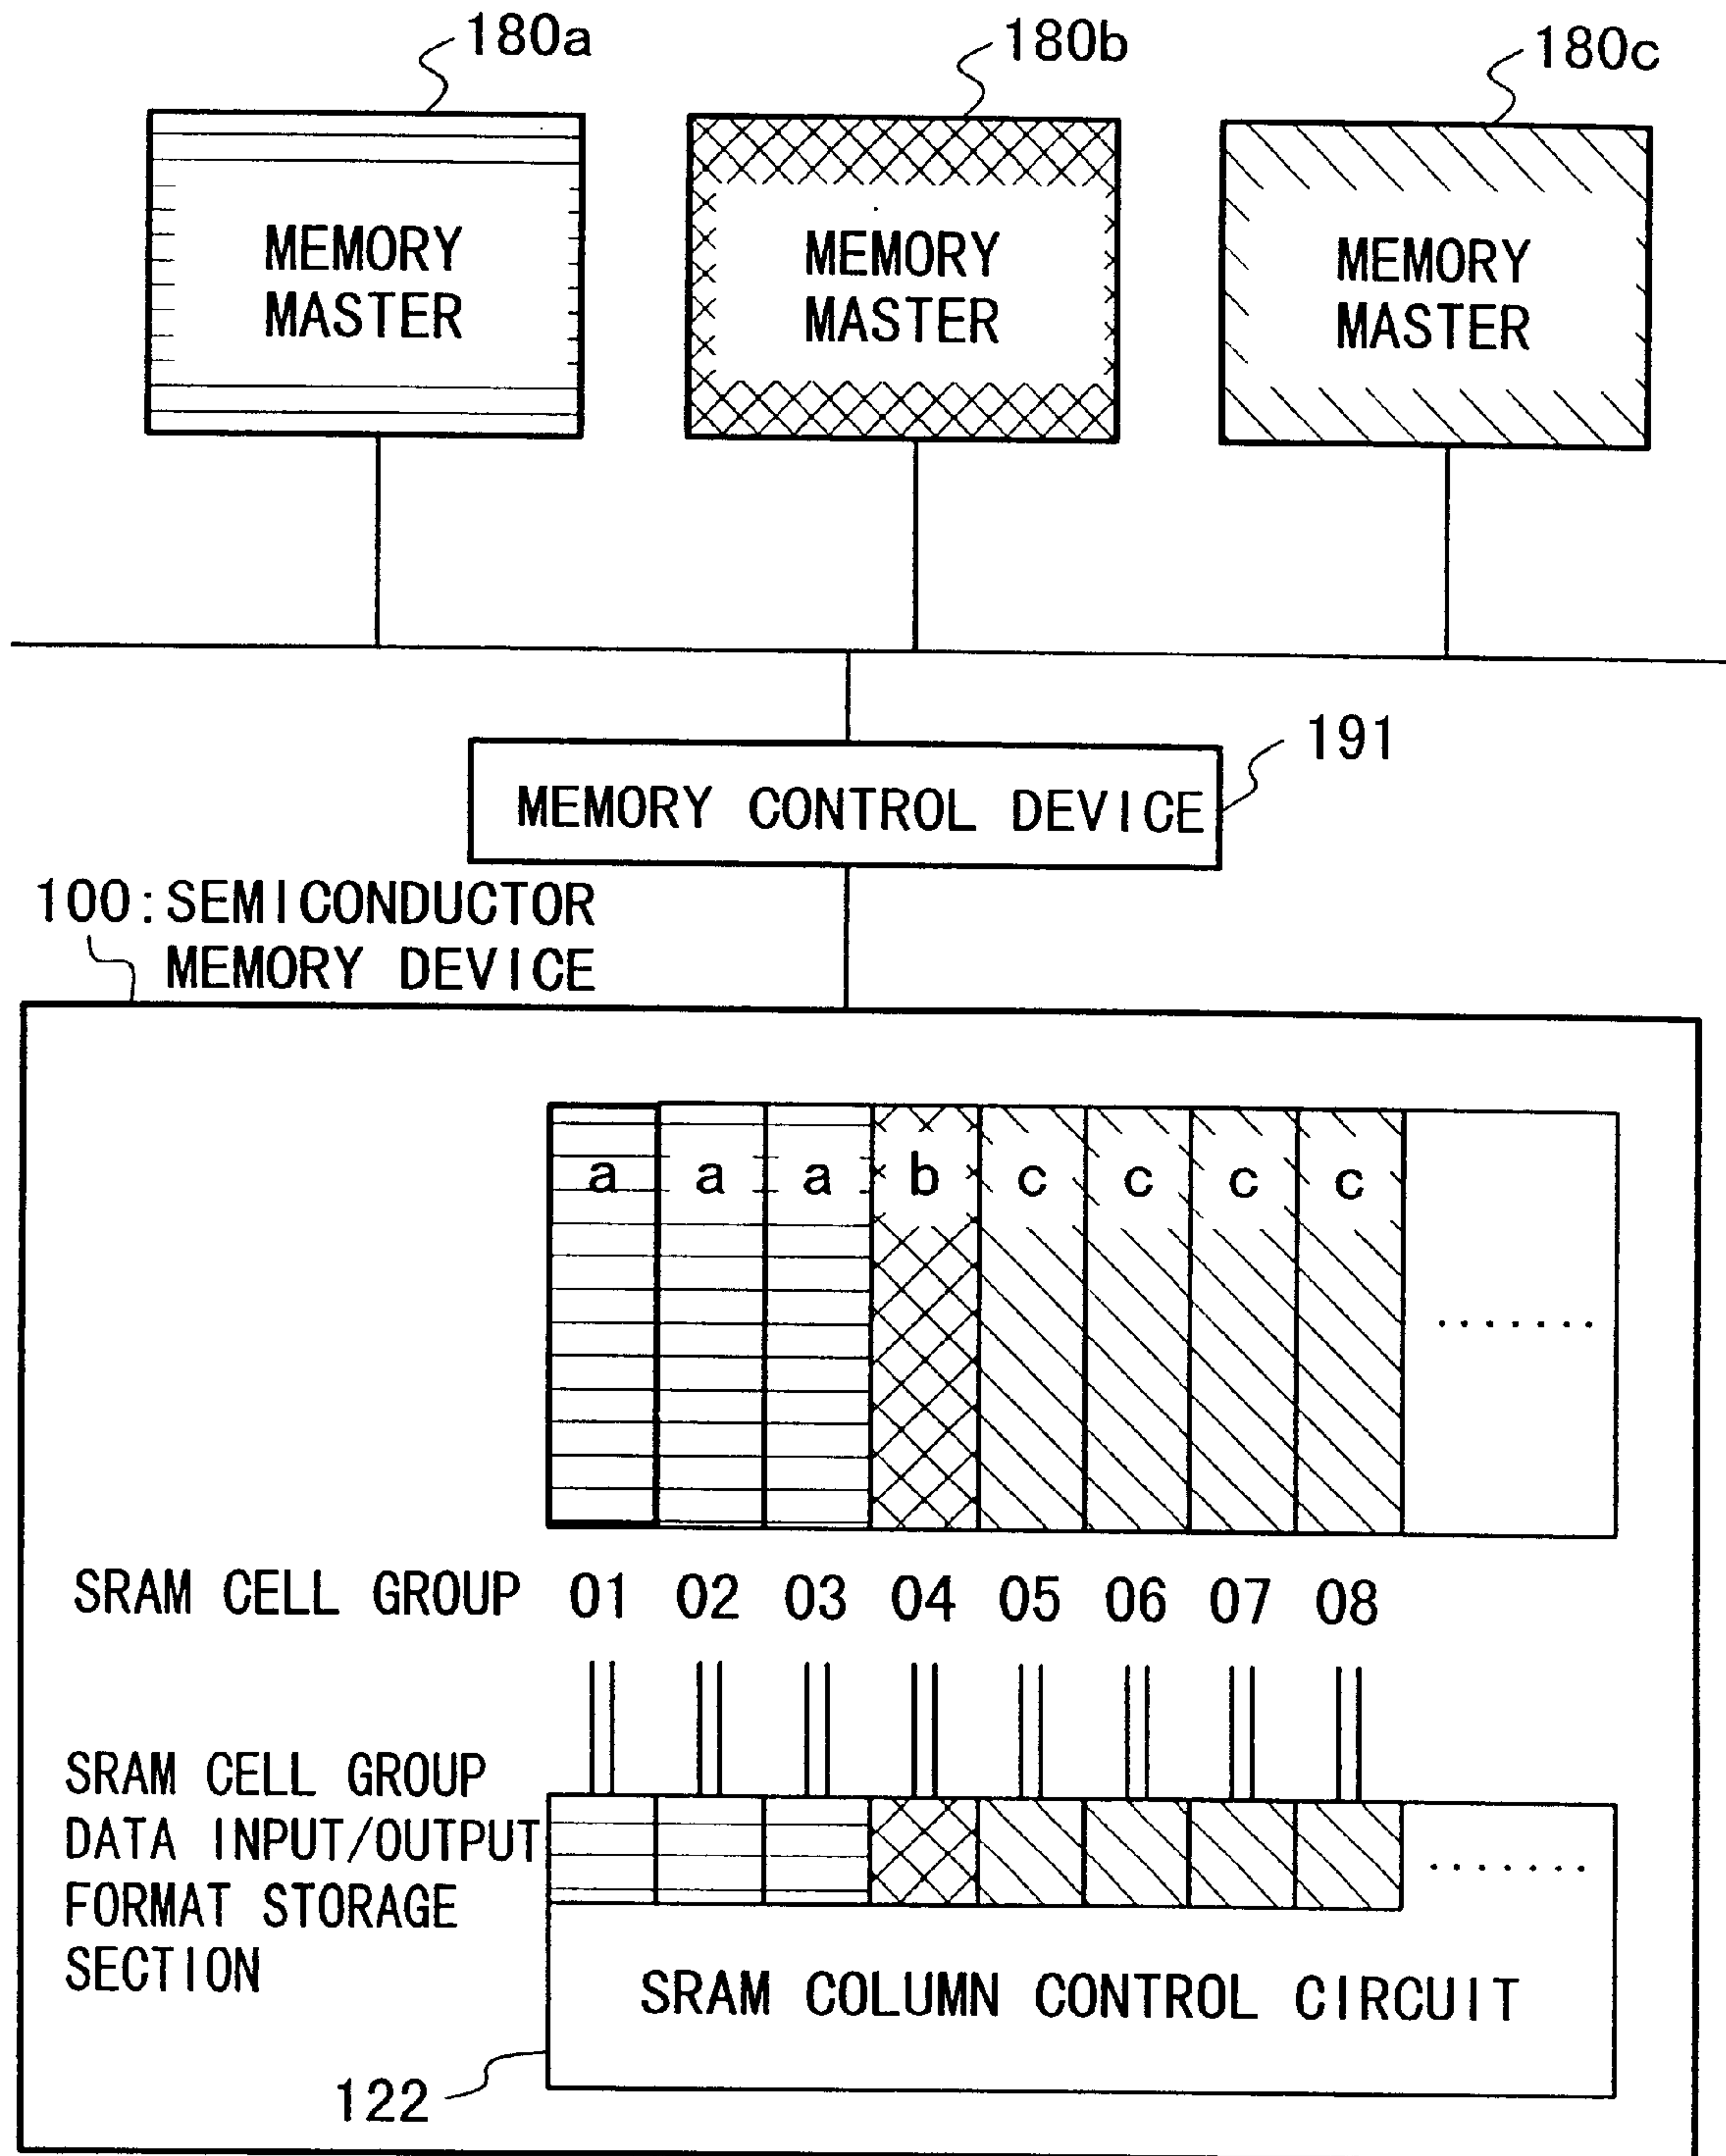 180a
180b
180c
MEMORY
MASTER
MEMORY
MASTER
MEMORY
MASTER
191
MEMORY CONTROL DEVICE
100:SEMICONDUCTOR
MEMORY DEVICE
a a a b c c c c .......
SRAM CELL GROUP 01 02 03 04 05 06 07 08
SRAM CELL GROUP
DATA INPUT/OUTPUT
FORMAT STORAGE
SECTION
.......
SRAM COLUMN CONTROL CIRCUIT
122